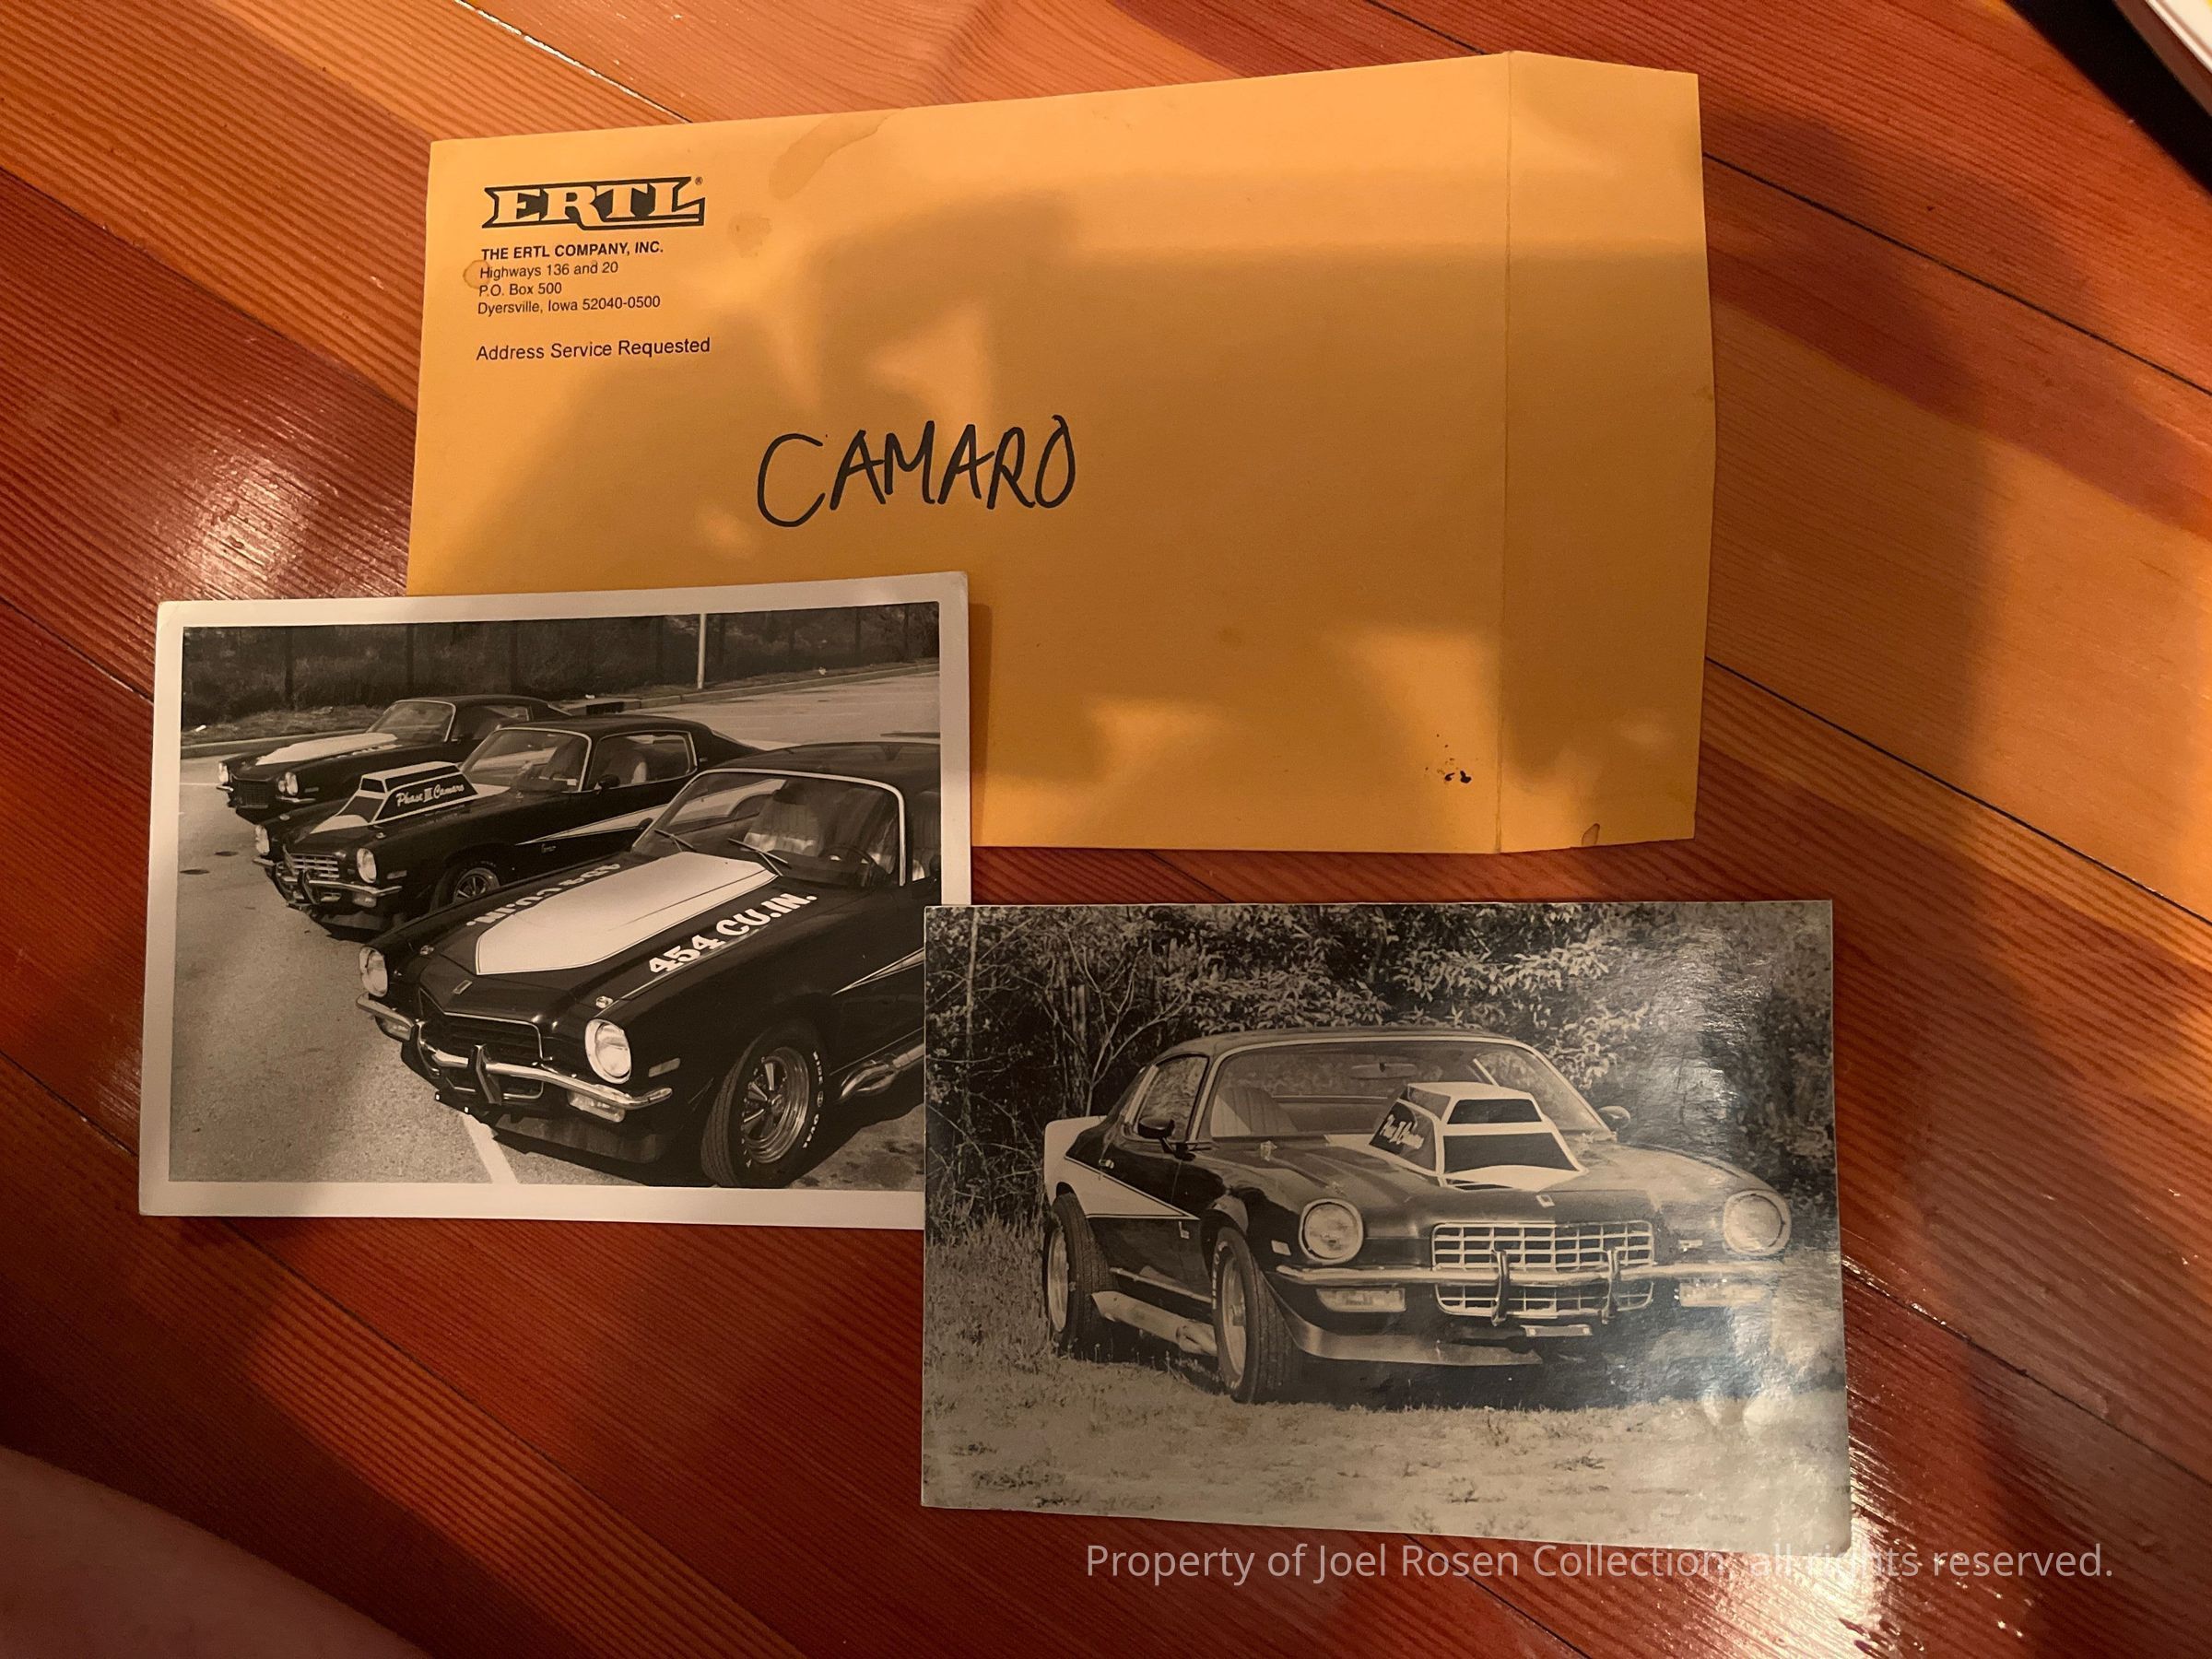 ERTL®
THE ERTL COMPANY, INC.
Highways 136 and 20
P.O. Box 500
Dyersville, Iowa 52040-0500
Address Service Requested
CAMARO
Phase III Camaro
454 CU.IN.
Property of Joel Rosen Collection, all rights reserved.